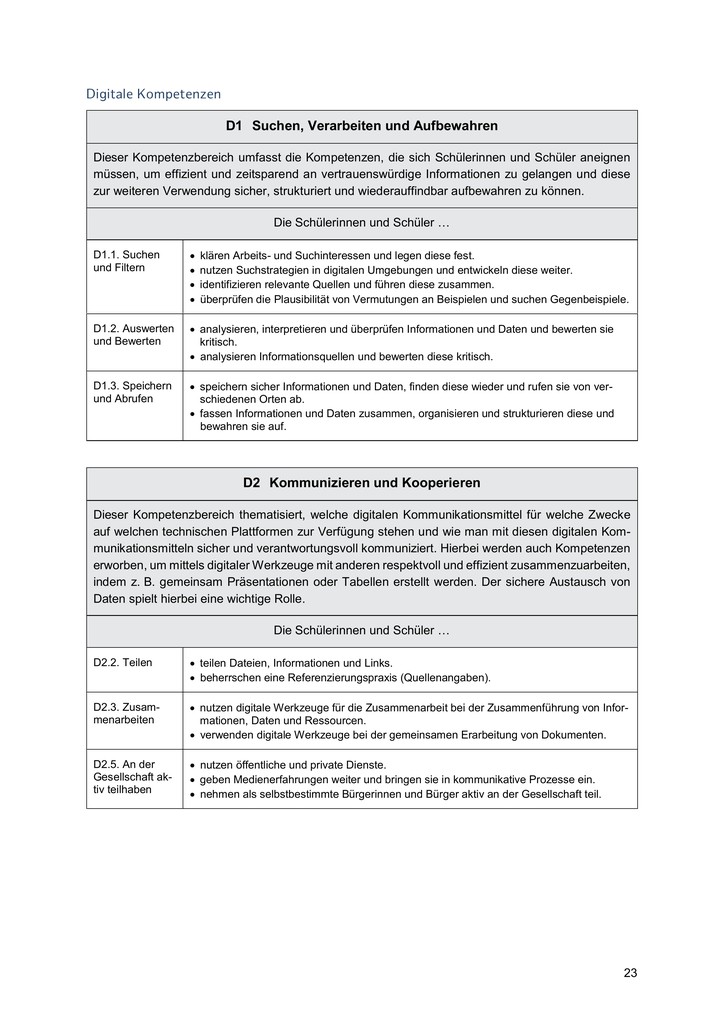 Digitale Kompetenzen
D1 Suchen, Verarbeiten und Aufbewahren
Dieser Kompetenzbereich umfasst die Kompetenzen, die sich Schülerinnen und Schüler aneignen
müssen, um effizient und zeitsparend an vertrauenswürdige Informationen zu gelangen und diese
zur weiteren Verwendung sicher, strukturiert und wiederauffindbar aufbewahren zu können.
Die Schülerinnen und Schüler …
D1.1. Suchen
und Filtern
• klären Arbeits- und Suchinteressen und legen diese fest.
• nutzen Suchstrategien in digitalen Umgebungen und entwickeln diese weiter.
• identifizieren relevante Quellen und führen diese zusammen.
• überprüfen die Plausibilität von Vermutungen an Beispielen und suchen Gegenbeispiele.
D1.2. Auswerten
und Bewerten
• analysieren, interpretieren und überprüfen Informationen und Daten und bewerten sie
kritisch.
• analysieren Informationsquellen und bewerten diese kritisch.
D1.3. Speichern
und Abrufen
• speichern sicher Informationen und Daten, finden diese wieder und rufen sie von ver-
schiedenen Orten ab.
• fassen Informationen und Daten zusammen, organisieren und strukturieren diese und
bewahren sie auf.
D2 Kommunizieren und Kooperieren
Dieser Kompetenzbereich thematisiert, welche digitalen Kommunikationsmittel für welche Zwecke
auf welchen technischen Plattformen zur Verfügung stehen und wie man mit diesen digitalen Kom-
munikationsmitteln sicher und verantwortungsvoll kommuniziert. Hierbei werden auch Kompetenzen
erworben, um mittels digitaler Werkzeuge mit anderen respektvoll und effizient zusammenzuarbeiten,
indem z. B. gemeinsam Präsentationen oder Tabellen erstellt werden. Der sichere Austausch von
Daten spielt hierbei eine wichtige Rolle.
Die Schülerinnen und Schüler …
D2.2. Teilen
• teilen Dateien, Informationen und Links.
• beherrschen eine Referenzierungspraxis (Quellenangaben).
D2.3. Zusam-
menarbeiten
• nutzen digitale Werkzeuge für die Zusammenarbeit bei der Zusammenführung von Infor-
mationen, Daten und Ressourcen.
• verwenden digitale Werkzeuge bei der gemeinsamen Erarbeitung von Dokumenten.
D2.5. An der
Gesellschaft ak-
tiv teilhaben
• nutzen öffentliche und private Dienste.
• geben Medienerfahrungen weiter und bringen sie in kommunikative Prozesse ein.
• nehmen als selbstbestimmte Bürgerinnen und Bürger aktiv an der Gesellschaft teil.
23